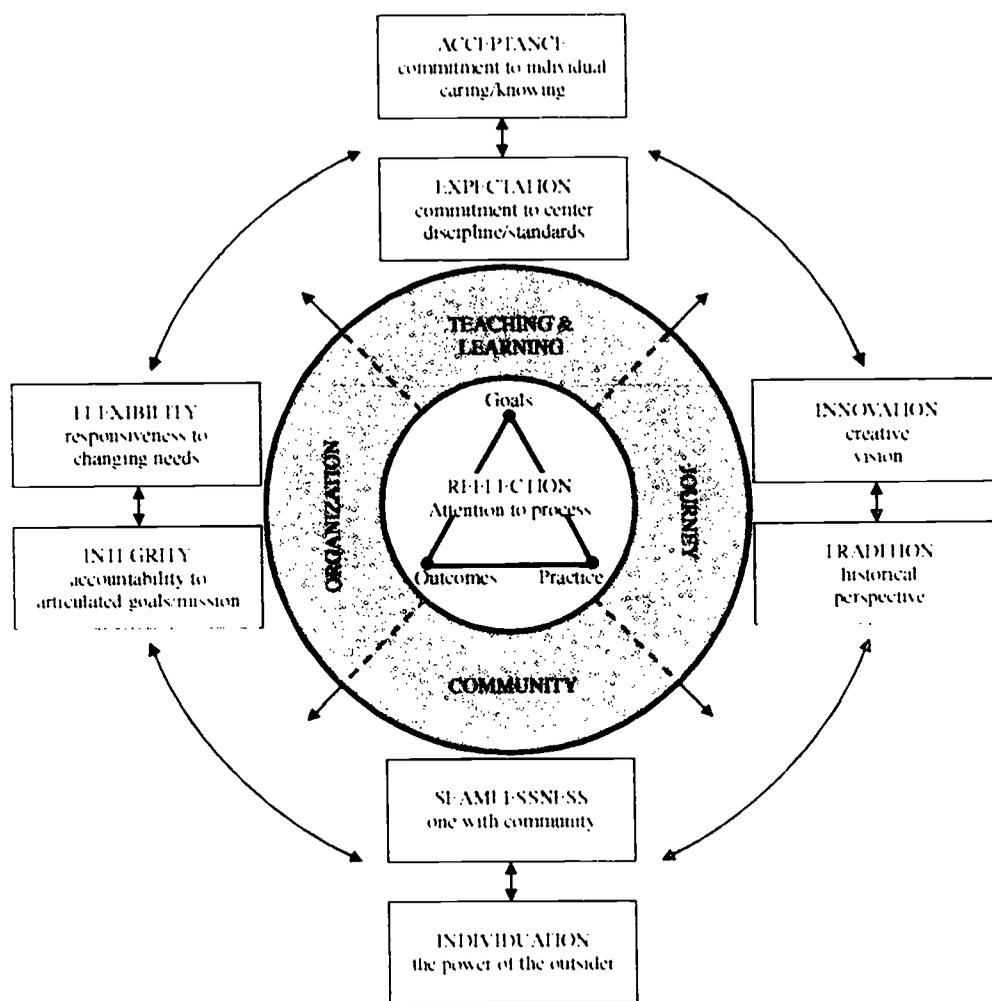 ACCEPTANCE
commitment to individual
caring/knowing
EXPECTATION
commitment to center
discipline/standards
TEACHING &
LEARNING
FLEXIBILITY
responsiveness to
changing needs
INTEGRITY
accountability to
articulated goals/mission
ORGANIZATION
Goals
REFLECTION
Attention to process
Outcomes
Practice
JOURNEY
INNOVATION
creative
vision
TRADITION
historical
perspective
COMMUNITY
SEAMLESSNESS
one with community
INDIVIDUATION
the power of the outsider